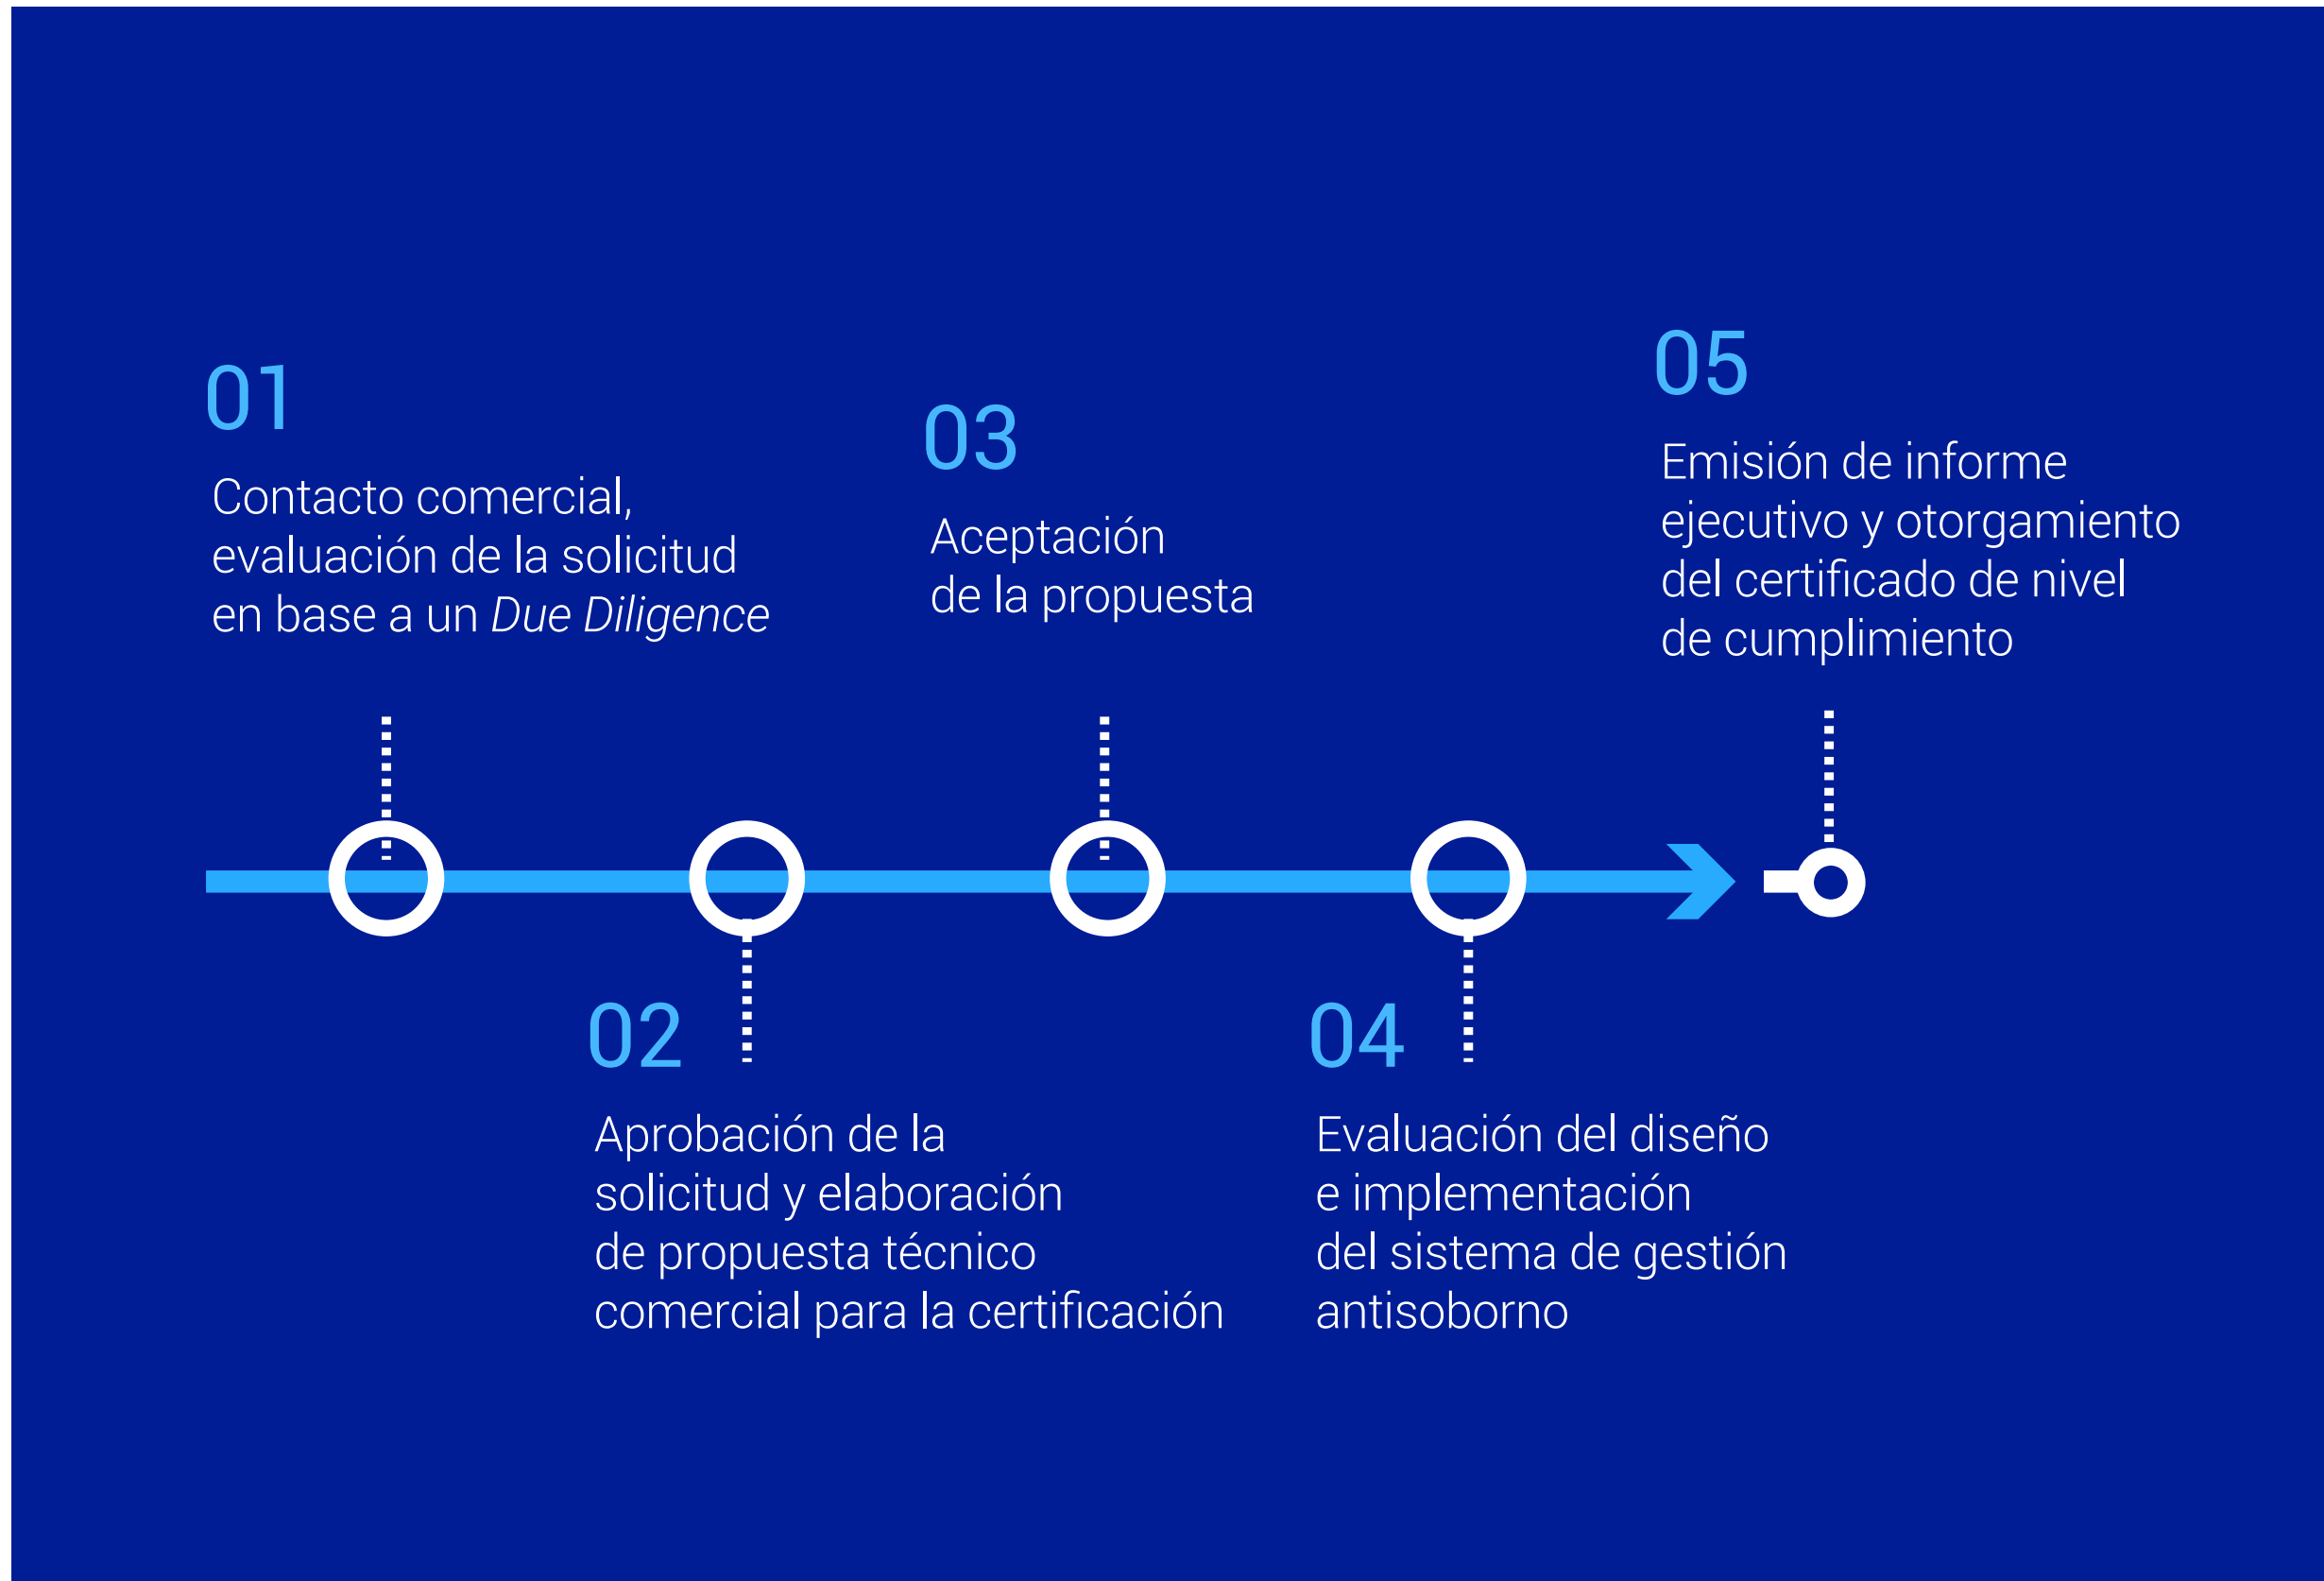 01
Contacto comercial,
evaluación de la solicitud
en base a un Due Diligence
02
Aprobación de la
solicitud y elaboración
de propuesta técnico
comercial para la certificación
03
Aceptación
de la propuesta
04
Evaluación del diseño
e implementación
del sistema de gestión
antisoborno
05
Emisión de informe
ejecutivo y otorgamiento
del certificado de nivel
de cumplimiento